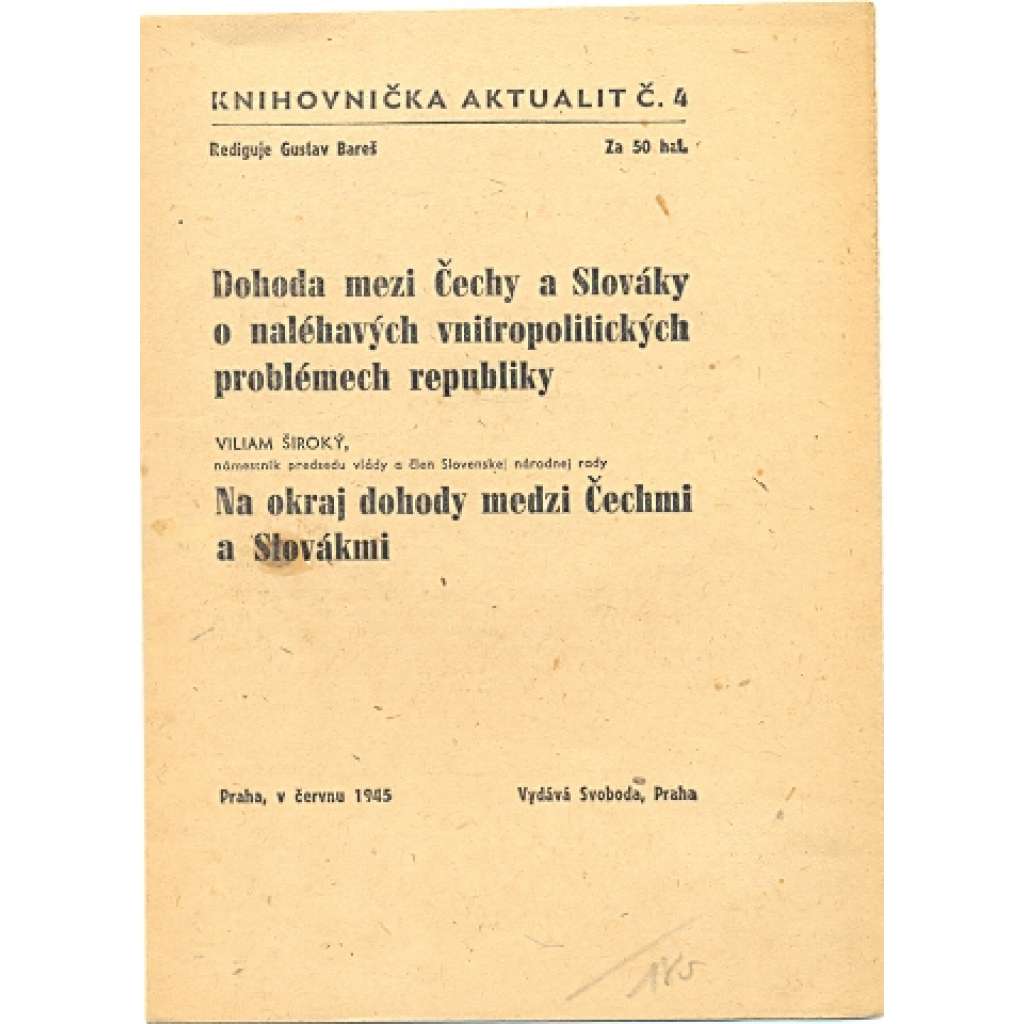 KNIHOVNIČKA AKTUALIT Č. 4
Rediguje Gustav Bareš Za 50 hal.
Dohoda mezi Čechy a Slováky
o naléhavých vnitropolitických
problémech republiky
VILIAM ŠIROKÝ,
námestník predsedu vlády a člen Slovenskej národnej rady
Na okraj dohody medzi Čechmi
a Slovákmi
Praha, v červnu 1945 Vydává Svoboda, Praha